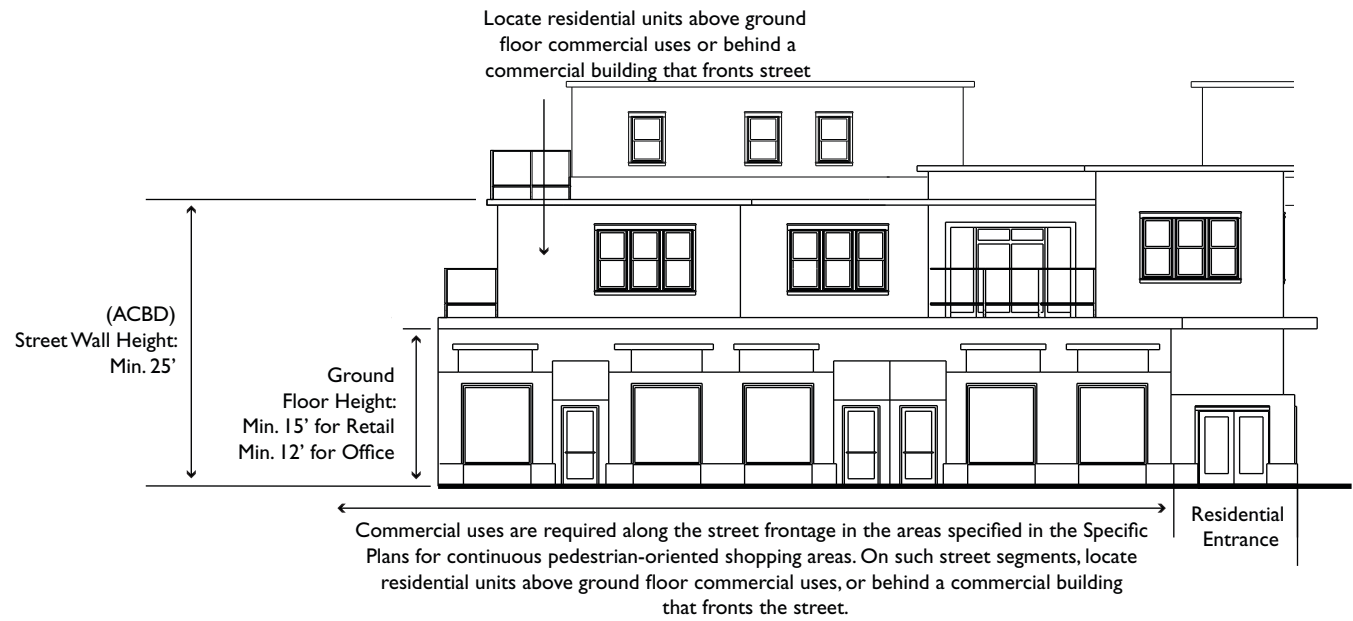 Locate residential units above ground
floor commercial uses or behind a
commercial building that fronts street
(ACBD)
Street Wall Height:
Min. 25’
Ground
Floor Height:
Min. 15’ for Retail
Min. 12’ for Office
Commercial uses are required along the street frontage in the areas specified in the Specific
Plans for continuous pedestrian-oriented shopping areas. On such street segments, locate
residential units above ground floor commercial uses, or behind a commercial building
that fronts the street.
Residential
Entrance